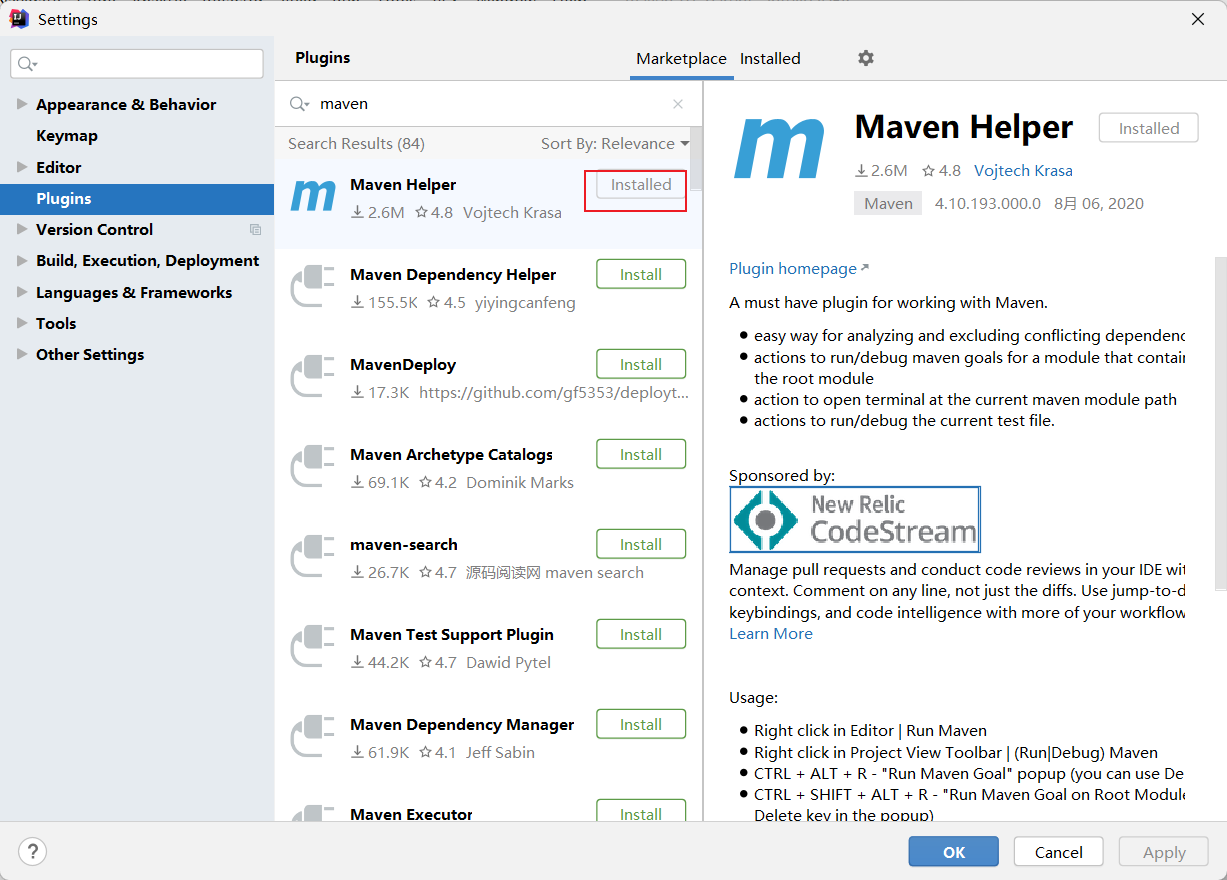 Settings
Plugins
Marketplace
Installed
Appearance & Behavior
Keymap
Editor
Plugins
Version Control
Build, Execution, Deployment
Languages & Frameworks
Tools
Other Settings
maven
Search Results (84)
Sort By: Relevance
Maven Helper
Installed
2.6M 4.8 Vojtech Krasa
Maven Dependency Helper
Install
155.5K 4.5 yiyingcanfeng
MavenDeploy
Install
17.3K https://github.com/gf5353/deployt...
Maven Archetype Catalogs
Install
69.1K 4.2 Dominik Marks
maven-search
Install
26.7K 4.7 源码阅读网 maven search
Maven Test Support Plugin
Install
44.2K 4.7 Dawid Pytel
Maven Dependency Manager
Install
61.9K 4.1 Jeff Sabin
Maven Executor
Install
m
Maven Helper
Installed
2.6M 4.8 Vojtech Krasa
Maven 4.10.193.000.0 8月 06, 2020
Plugin homepage
A must have plugin for working with Maven.
easy way for analyzing and excluding conflicting dependenc
actions to run/debug maven goals for a module that contain
the root module
action to open terminal at the current maven module path
actions to run/debug the current test file.
Sponsored by:
New Relic
CodeStream
Manage pull requests and conduct code reviews in your IDE wit
context. Comment on any line, not just the diffs. Use jump-to-d
keybindings, and code intelligence with more of your workflow
Learn More
Usage:
Right click in Editor | Run Maven
Right click in Project View Toolbar | (Run|Debug) Maven
CTRL + ALT + R - "Run Maven Goal" popup (you can use De
CTRL + SHIFT + ALT + R - "Run Maven Goal on Root Module
Delete key in the popup)
?
OK
Cancel
Apply